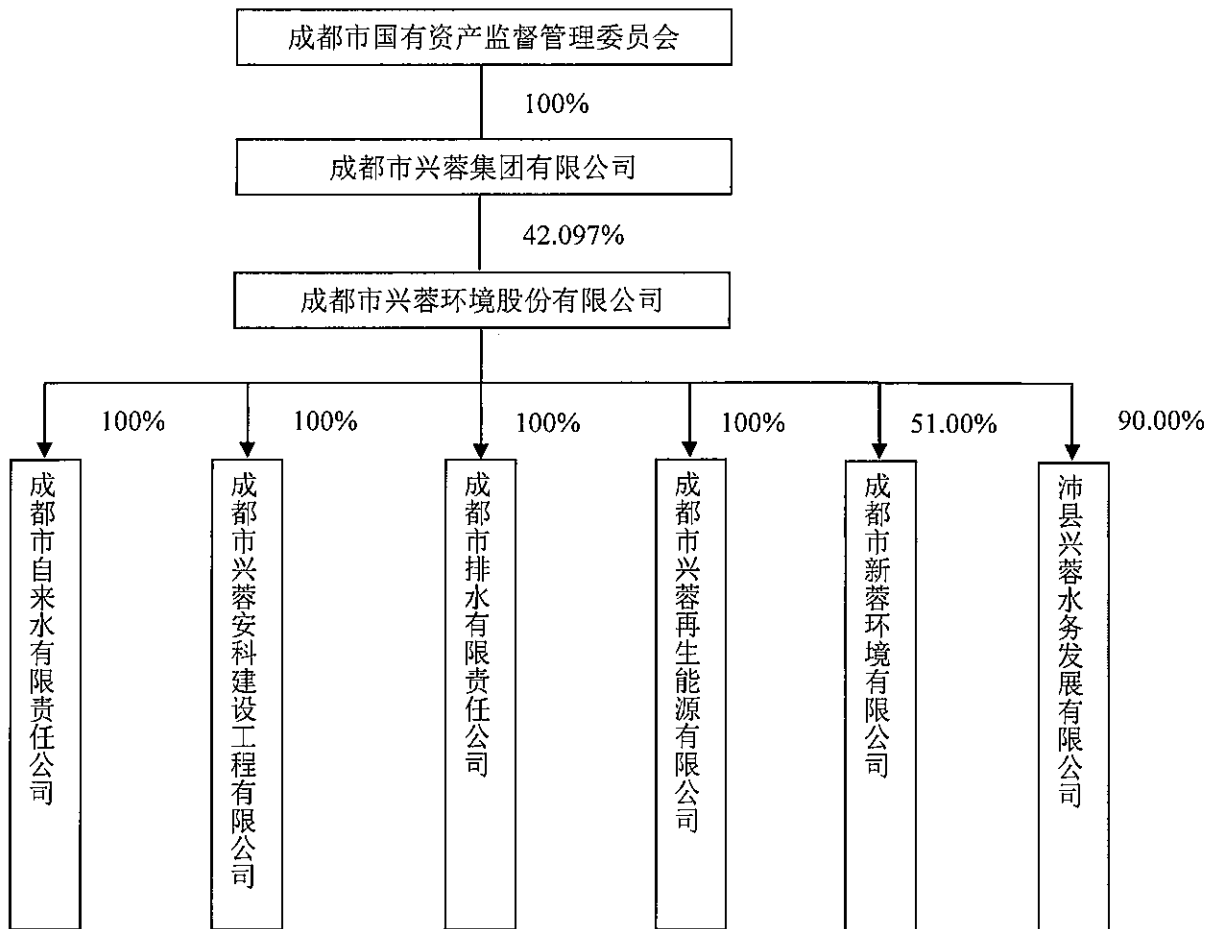 成都市国有资产监督管理委员会
100%
成都市兴蓉集团有限公司
42.097%
成都市兴蓉环境股份有限公司
100%
100%
100%
100%
51.00%
90.00%
成都市自来水有限责任公司
成都市兴蓉安科建设工程有限公司
成都市排水有限责任公司
成都市兴蓉再生能源有限公司
成都市新蓉环境有限公司
沛县兴蓉水务发展有限公司